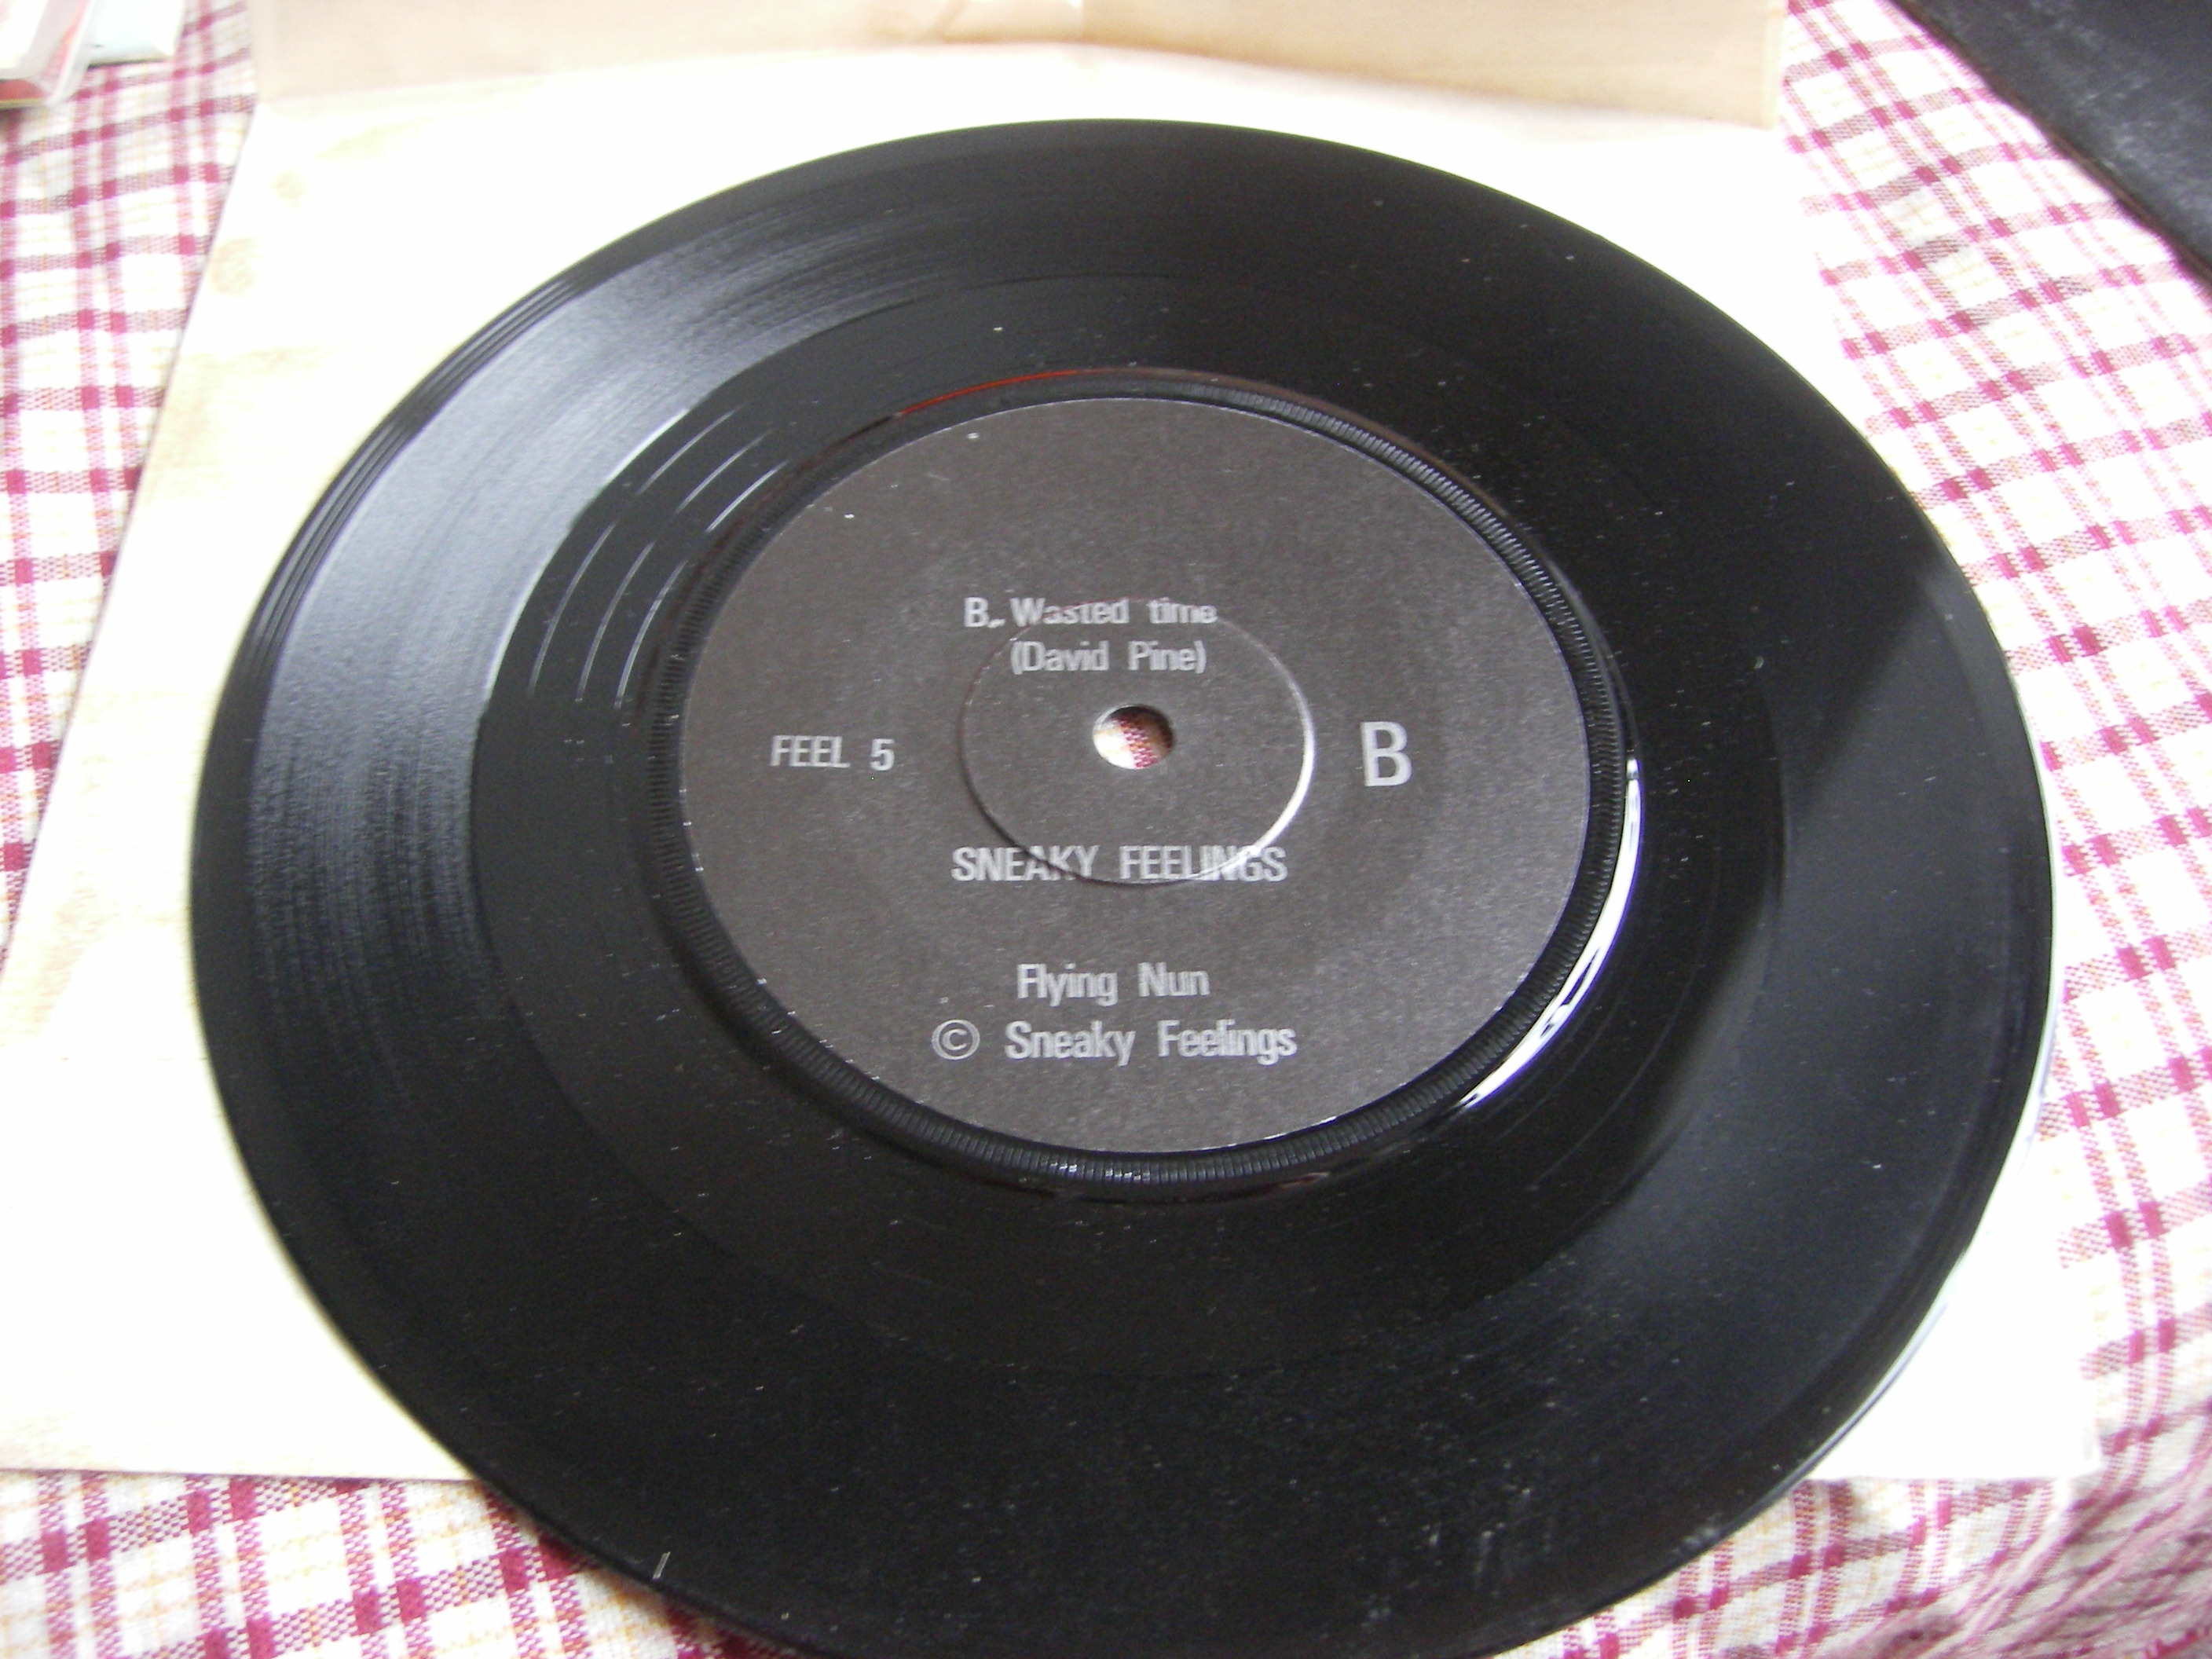 B. Wasted time
(David Pine)
FEEL 5
B
SNEAKY FEELINGS
Flying Nun
© Sneaky Feelings